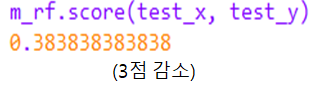 m_rf.score(test_x, test_y)
0.383838383838
(3점 감소)